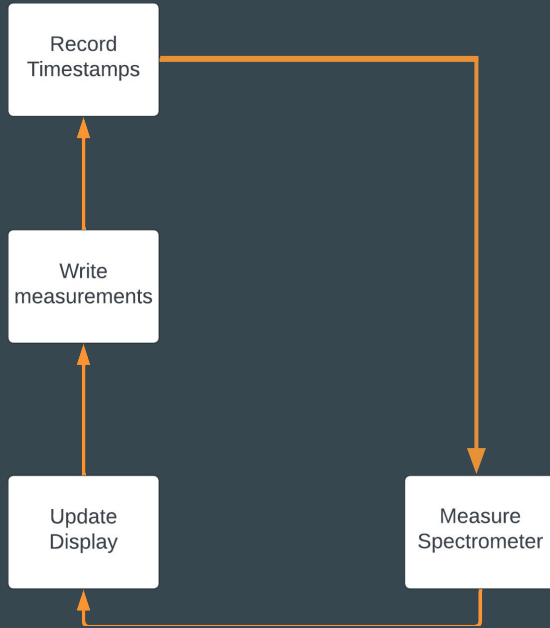 Record
Timestamps
Write
measurements
Update
Display
Measure
Spectrometer